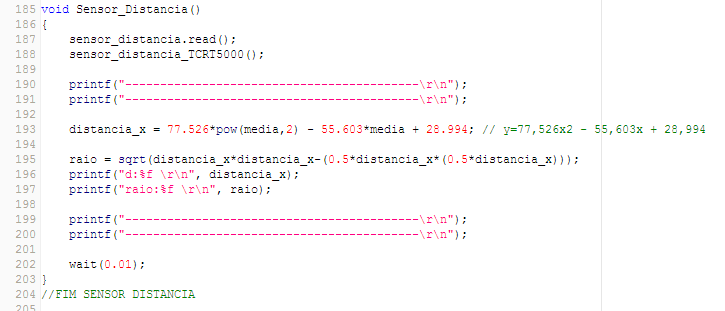 185 void Sensor_Distancia()
186 {
187     sensor_distancia.read();
188     sensor_distancia_TCRT5000();
189
190     printf("------------------------------------------\r\n");
191     printf("------------------------------------------\r\n");
192
193     distancia_x = 77.526*pow(media,2) - 55.603*media + 28.994; // y=77,526x2 - 55,603x + 28,994
194
195     raio = sqrt(distancia_x*distancia_x-(0.5*distancia_x*(0.5*distancia_x)));
196     printf("d:%f \r\n", distancia_x);
197     printf("raio:%f \r\n", raio);
198
199     printf("------------------------------------------\r\n");
200     printf("------------------------------------------\r\n");
201
202     wait(0.01);
203 }
204 //FIM SENSOR DISTANCIA
205